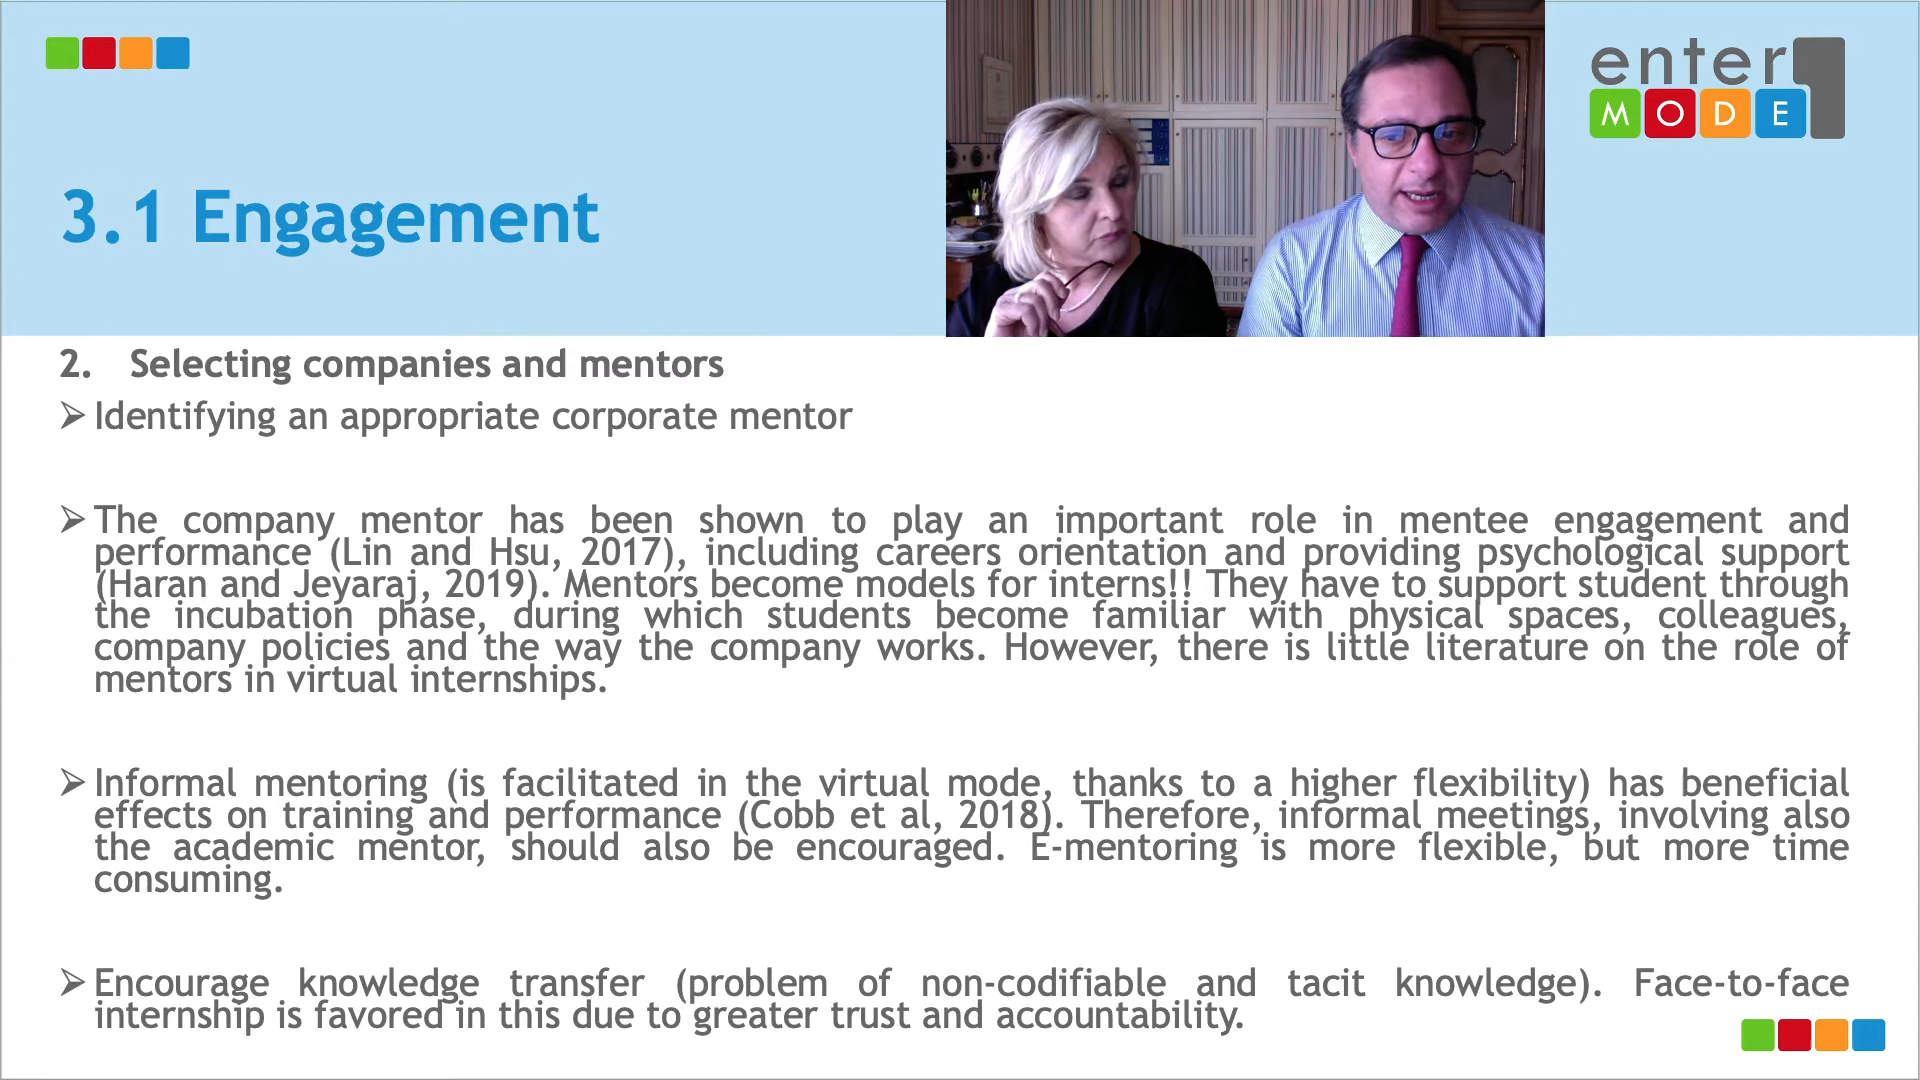 enter
MODE
3.1 Engagement
2. Selecting companies and mentors
➢ Identifying an appropriate corporate mentor
➢ The company mentor has been shown to play an important role in mentee engagement and
performance (Lin and Hsu, 2017), including careers orientation and providing psychological support
(Haran and Jeyaraj, 2019). Mentors become models for interns!! They have to support student through
the incubation phase, during which students become familiar with physical spaces, colleagues,
company policies and the way the company works. However, there is little literature on the role of
mentors in virtual internships.
➢ Informal mentoring (is facilitated in the virtual mode, thanks to a higher flexibility) has beneficial
effects on training and performance (Cobb et al, 2018). Therefore, informal meetings, involving also
the academic mentor, should also be encouraged. E-mentoring is more flexible, but more time
consuming.
➢ Encourage knowledge transfer (problem of non-codifiable and tacit knowledge). Face-to-face
internship is favored in this due to greater trust and accountability.